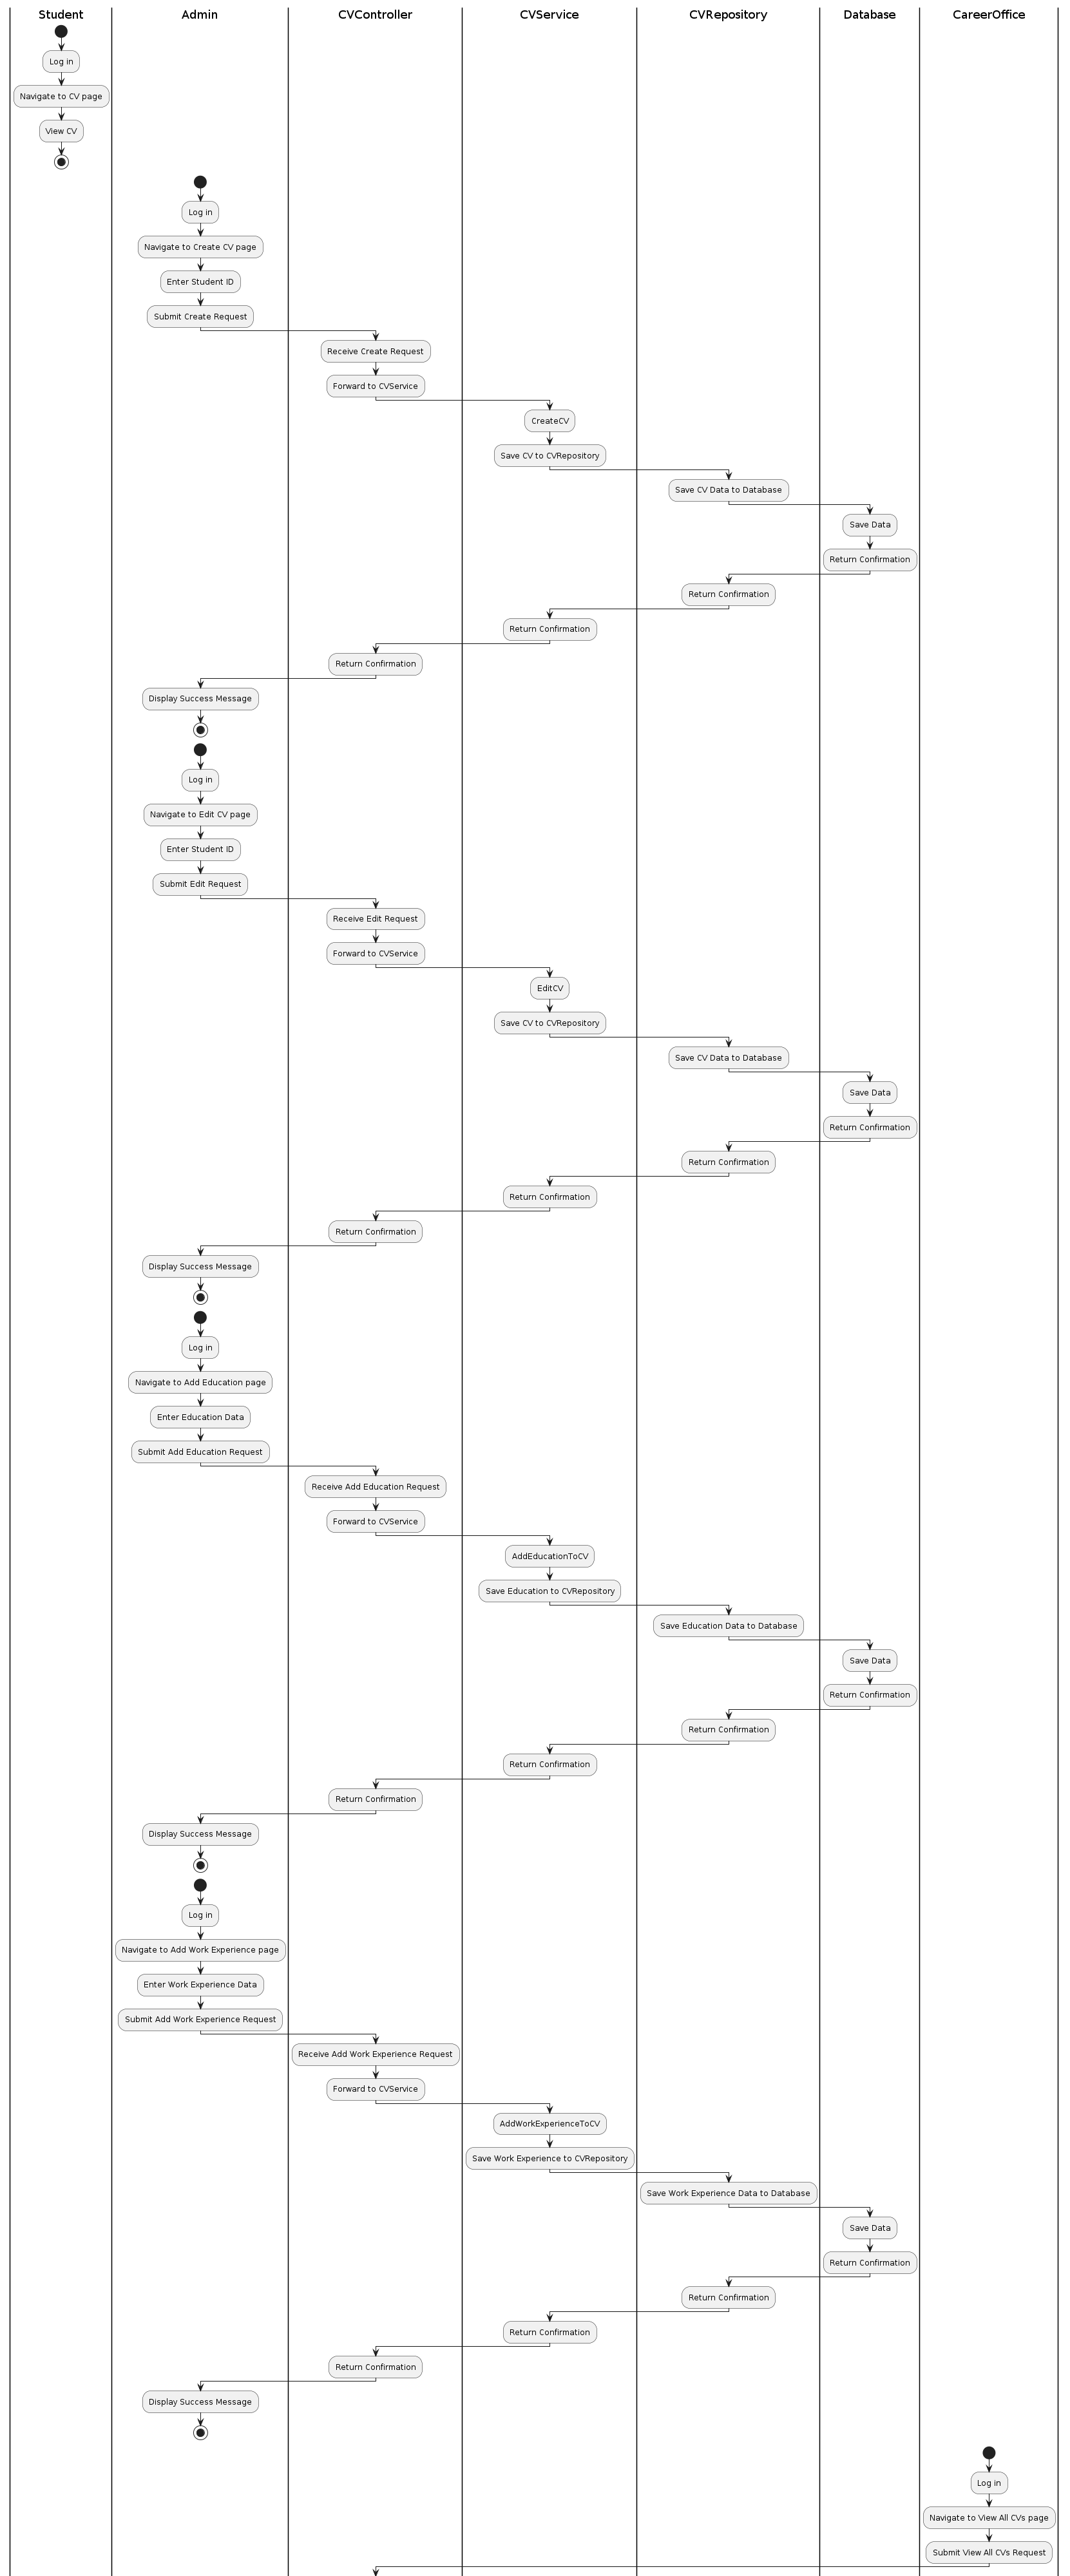 Student Admin CVController CVService CVRepository Database CareerOffice
Log in
Navigate to CV page
View CV
Log in
Navigate to Create CV page
Enter Student ID
Submit Create Request
Receive Create Request
Forward to CVService
CreateCV
Save CV to CVRepository
Save CV Data to Database
Save Data
Return Confirmation
Return Confirmation
Return Confirmation
Return Confirmation
Display Success Message
Log in
Navigate to Edit CV page
Enter Student ID
Submit Edit Request
Receive Edit Request
Forward to CVService
EditCV
Save CV to CVRepository
Save CV Data to Database
Save Data
Return Confirmation
Return Confirmation
Return Confirmation
Return Confirmation
Display Success Message
Log in
Navigate to Add Education page
Enter Education Data
Submit Add Education Request
Receive Add Education Request
Forward to CVService
AddEducationToCV
Save Education to CVRepository
Save Education Data to Database
Save Data
Return Confirmation
Return Confirmation
Return Confirmation
Return Confirmation
Display Success Message
Log in
Navigate to Add Work Experience page
Enter Work Experience Data
Submit Add Work Experience Request
Receive Add Work Experience Request
Forward to CVService
AddWorkExperienceToCV
Save Work Experience to CVRepository
Save Work Experience Data to Database
Save Data
Return Confirmation
Return Confirmation
Return Confirmation
Return Confirmation
Display Success Message
Log in
Navigate to View All CVs page
Submit View All CVs Request